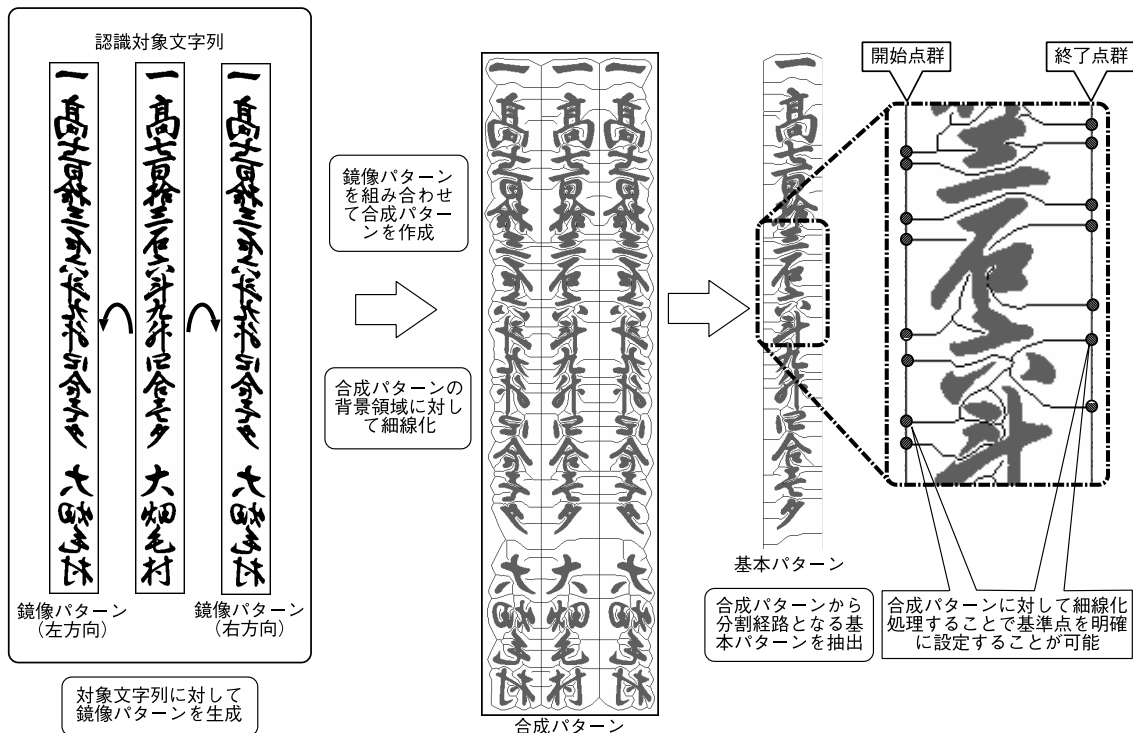 認識対象文字列
一高七百拾三石六斗九升四合壱夕
大畑毛村
鏡像パターン
（左方向）
鏡像パターン
（右方向）
対象文字列に対して
鏡像パターンを生成
鏡像パターン
を組み合わせ
て合成パター
ンを作成
合成パターンの
背景領域に対し
て細線化
合成パターン
基本パターン
合成パターンから
分割経路となる基
本パターンを抽出
開始点群
終了点群
合成パターンに対して細線化
処理することで基準点を明確
に設定することが可能